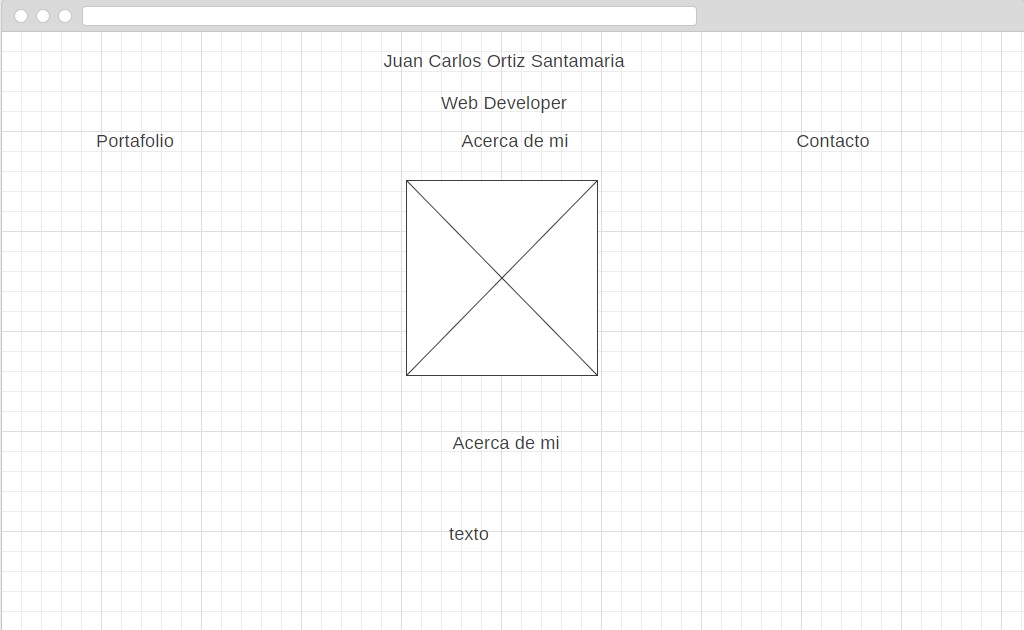 Juan Carlos Ortiz Santamaria
Web Developer
Portafolio Acerca de mi Contacto
Acerca de mi
texto